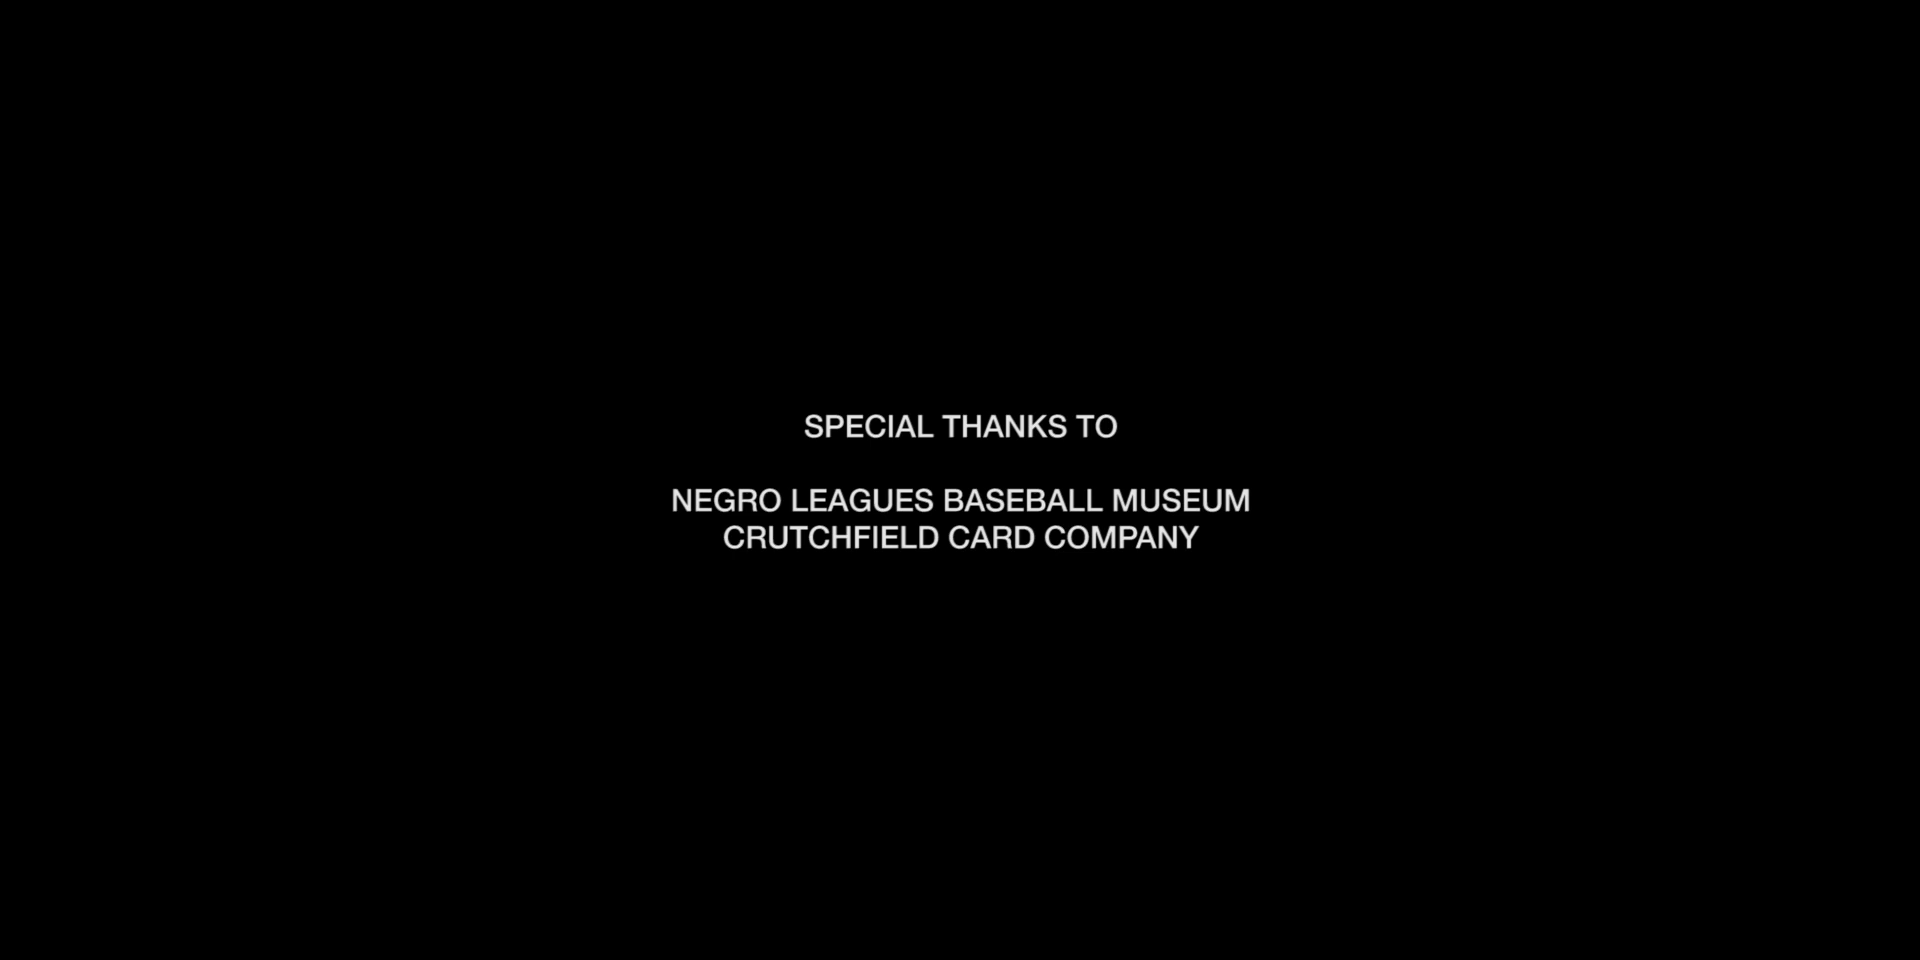 SPECIAL THANKS TO
NEGRO LEAGUES BASEBALL MUSEUM
CRUTCHFIELD CARD COMPANY